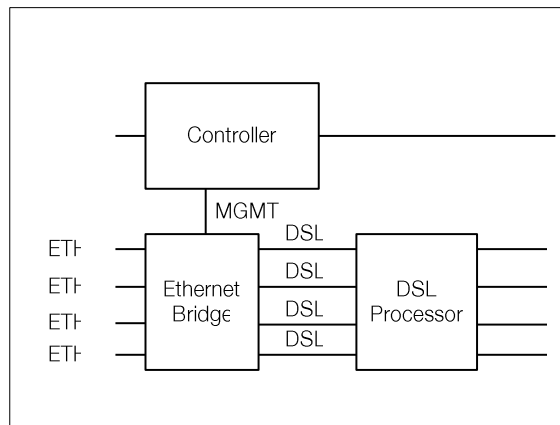 Controller
MGMT
DSL
ETH
DSL
ETH
Ethernet
Bridge
DSL
Processor
DSL
ETH
DSL
ETH